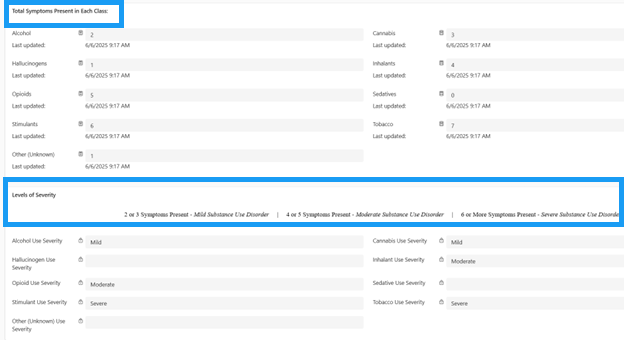 Total Symptoms Present in Each Class:
Alcohol 2 Cannabis 3
Last updated: 6/6/2025 9:17 AM Last updated: 6/6/2025 9:17 AM
Hallucinogens 1 Inhalants 4
Last updated: 6/6/2025 9:17 AM Last updated: 6/6/2025 9:17 AM
Opioids 5 Sedatives 0
Last updated: 6/6/2025 9:17 AM Last updated: 6/6/2025 9:17 AM
Stimulants 6 Tobacco 7
Last updated: 6/6/2025 9:17 AM Last updated: 6/6/2025 9:17 AM
Other (Unknown) 1
Last updated: 6/6/2025 9:17 AM
Levels of Severity
2 or 3 Symptoms Present - Mild Substance Use Disorder | 4 or 5 Symptoms Present - Moderate Substance Use Disorder | 6 or More Symptoms Present - Severe Substance Use Disorde
Alcohol Use Severity Mild Cannabis Use Severity Mild
Hallucinogen Use Inhalant Use Severity Moderate
Severity
Opioid Use Severity Moderate Sedative Use Severity
Stimulant Use Severity Severe Tobacco Use Severity Severe
Other (Unknown) Use
Severity